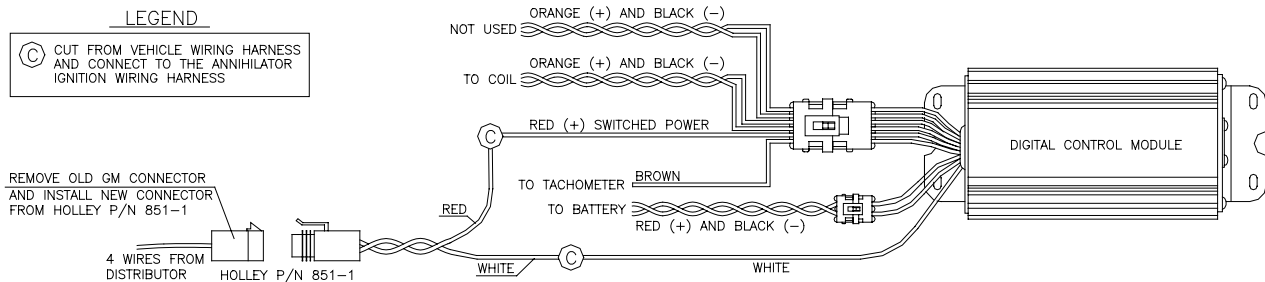 LEGEND
C CUT FROM VEHICLE WIRING HARNESS
AND CONNECT TO THE ANNIHILATOR
IGNITION WIRING HARNESS
ORANGE (+) AND BLACK (−)
NOT USED
ORANGE (+) AND BLACK (−)
TO COIL
C
RED (+) SWITCHED POWER
DIGITAL CONTROL MODULE
REMOVE OLD GM CONNECTOR
AND INSTALL NEW CONNECTOR
FROM HOLLEY P/N 851−1
TO TACHOMETER
BROWN
RED
TO BATTERY
RED (+) AND BLACK (−)
4 WIRES FROM
DISTRIBUTOR
HOLLEY P/N 851−1
WHITE
C
WHITE